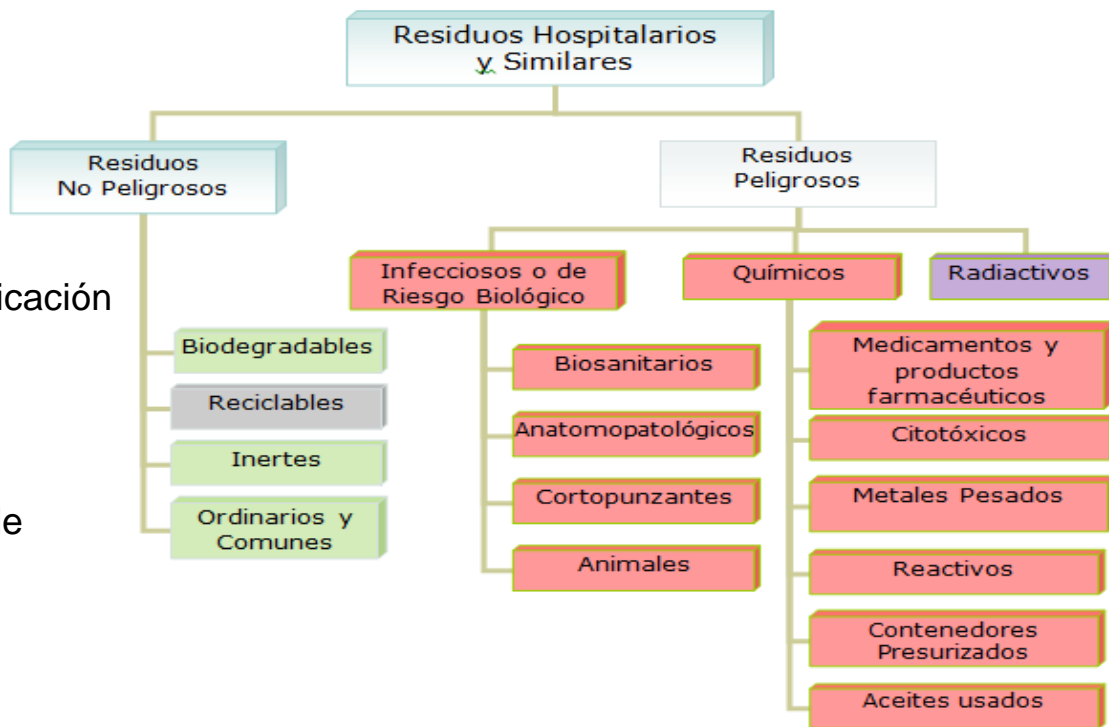 Residuos Hospitalarios
y Similares
Residuos
No Peligrosos
Residuos
Peligrosos
Infecciosos o de
Riesgo Biológico
Químicos
Radiactivos
icación
e
Biodegradables
Reciclables
Inertes
Ordinarios y
Comunes
Biosanitarios
Anatomopatológicos
Cortopunzantes
Animales
Medicamentos y
productos
farmacéuticos
Citotóxicos
Metales Pesados
Reactivos
Contenedores
Presurizados
Aceites usados